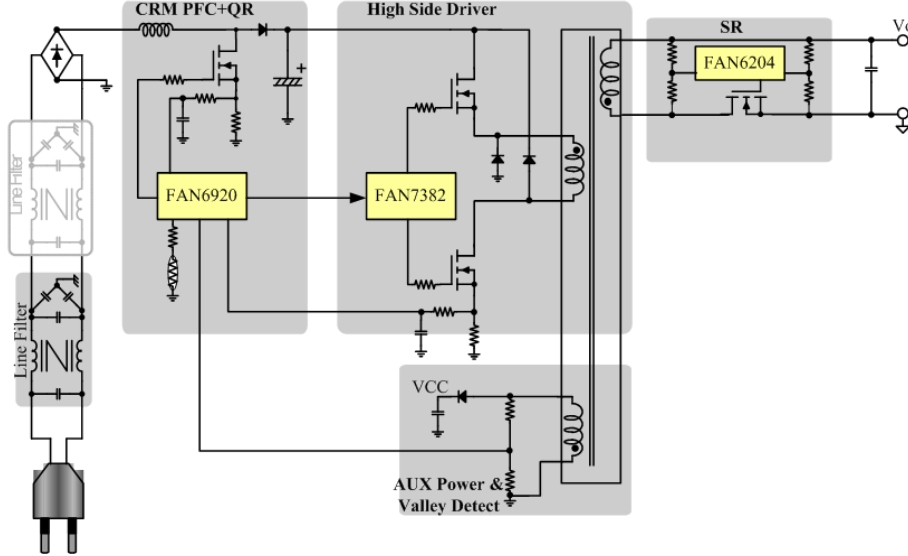 CRM PFC+QR
High Side Driver
SR
Vo
FAN6204
+
Line Filter
FAN6920
FAN7382
Line Filter
VCC
AUX Power &
Valley Detect